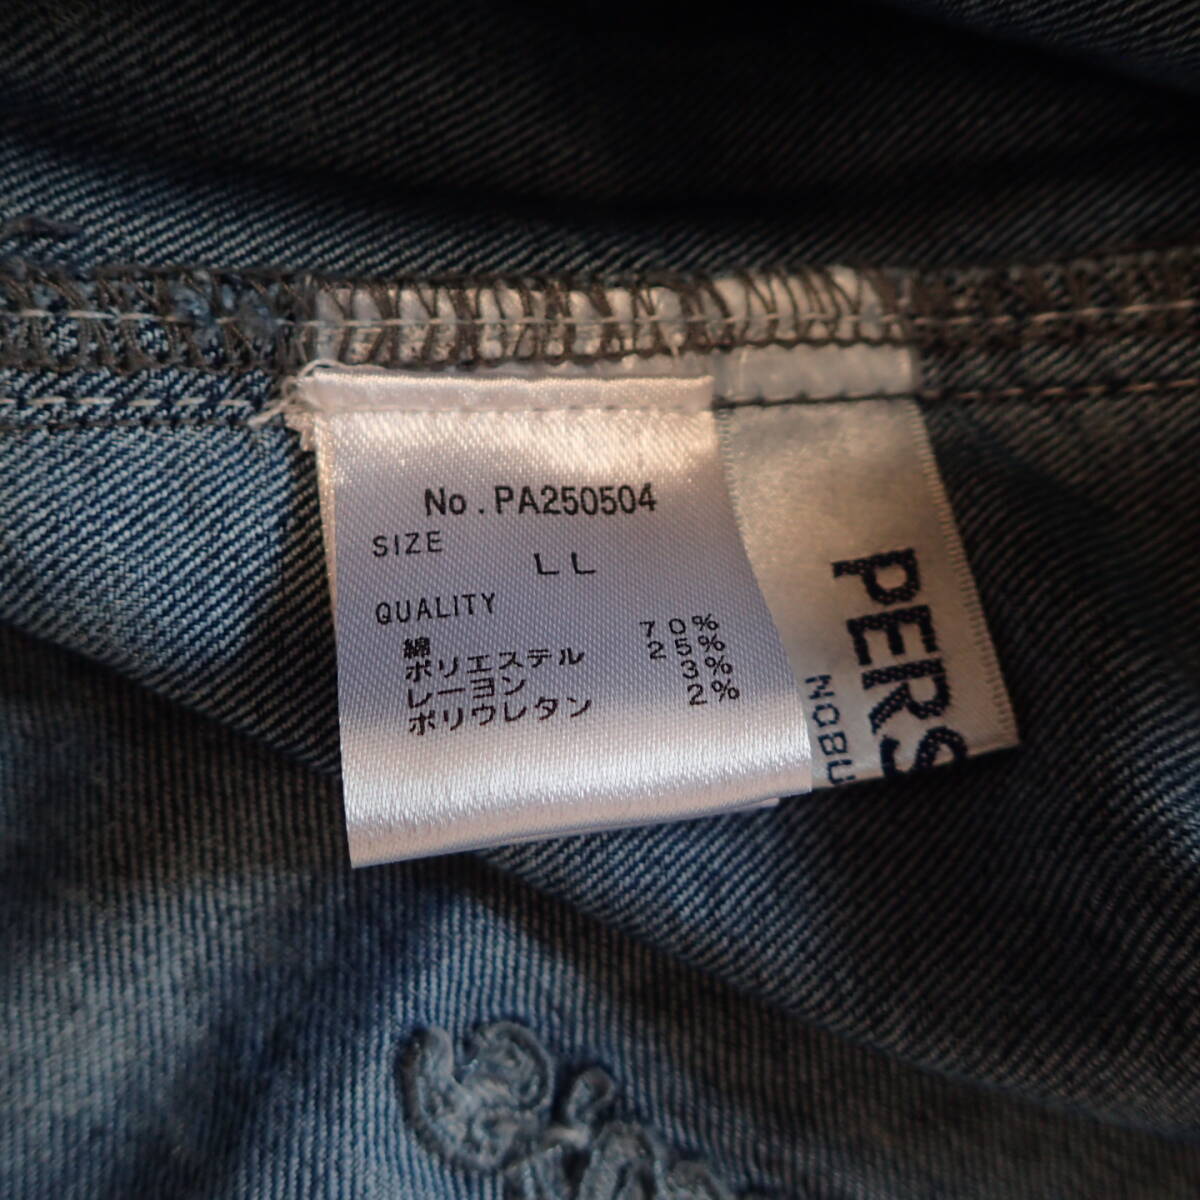 No.PA250504
SIZE
LL
QUALITY
綿 70%
ポリエステル 25%
レーヨン 3%
ポリウレタン 2%
PERS
NOBU